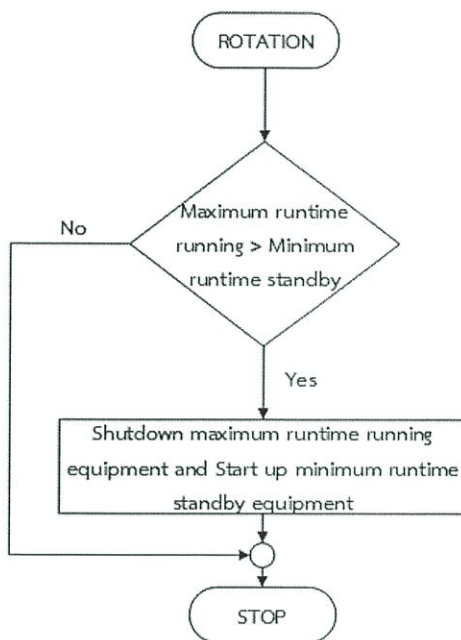 ROTATION
Maximum runtime
running > Minimum
runtime standby
No
Yes
Shutdown maximum runtime running
equipment and Start up minimum runtime
standby equipment
STOP